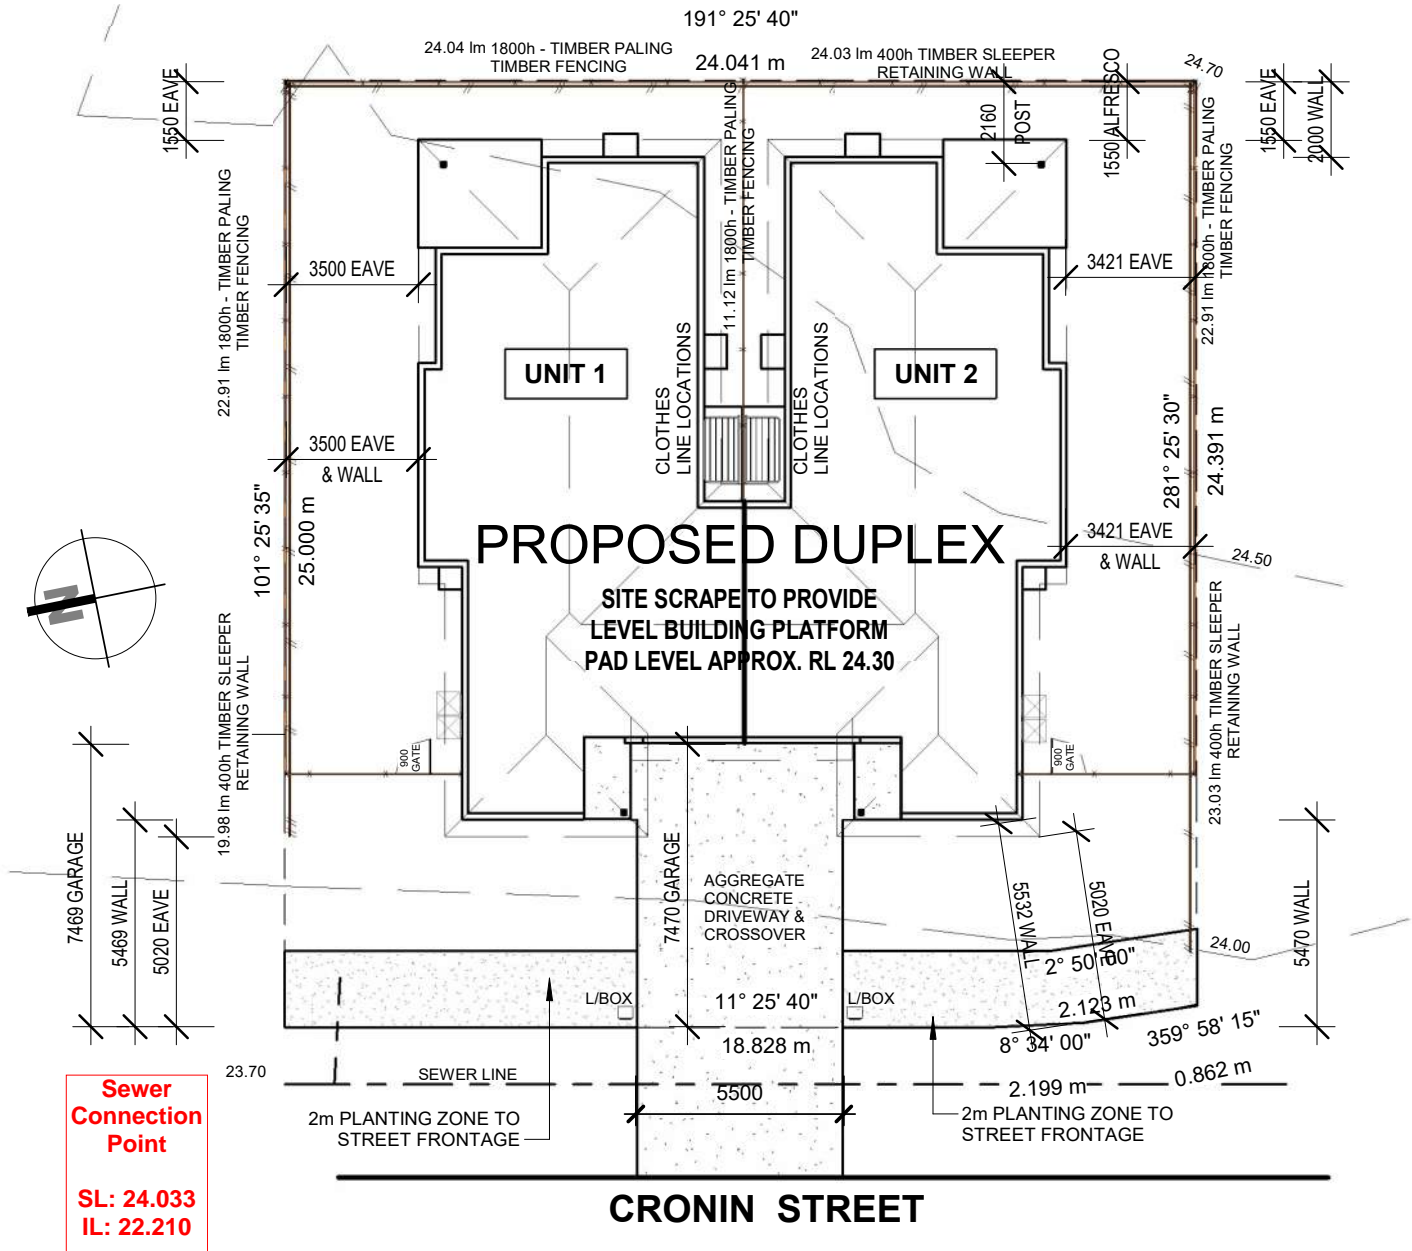 191° 25' 40"
24.04 lm 1800h - TIMBER PALING
TIMBER FENCING
24.041 m
24.03 lm 400h TIMBER SLEEPER
RETAINING WALL
24.70
1550 EAVE
11.12 lm 1800h - TIMBER PALING
TIMBER FENCING
2160
POST
1550 ALFRESCO
1550 EAVE
2000 WALL
22.91 lm 1800h - TIMBER PALING
TIMBER FENCING
22.91 lm 1800h - TIMBER PALING
TIMBER FENCING
3500 EAVE
3421 EAVE
UNIT 1
UNIT 2
CLOTHES
LINE LOCATIONS
CLOTHES
LINE LOCATIONS
3500 EAVE
& WALL
101° 25' 35"
25.000 m
281° 25' 30"
24.391 m
PROPOSED DUPLEX
3421 EAVE
& WALL
24.50
N
SITE SCRAPE TO PROVIDE
LEVEL BUILDING PLATFORM
PAD LEVEL APPROX. RL 24.30
19.98 lm 400h TIMBER SLEEPER
RETAINING WALL
23.03 lm 400h TIMBER SLEEPER
RETAINING WALL
900
GATE
900
GATE
7469 GARAGE
5469 WALL
5020 EAVE
7470 GARAGE
AGGREGATE
CONCRETE
DRIVEWAY &
CROSSOVER
5532 WALL
5020 EAVE
5470 WALL
24.00
2° 50' 00"
L/BOX
11° 25' 40"
L/BOX
2.123 m
359° 58' 15"
18.828 m
8° 34' 00"
0.862 m
23.70
SEWER LINE
5500
2.199 m
2m PLANTING ZONE TO
STREET FRONTAGE
2m PLANTING ZONE TO
STREET FRONTAGE
Sewer
Connection
Point
SL: 24.033
IL: 22.210
CRONIN STREET